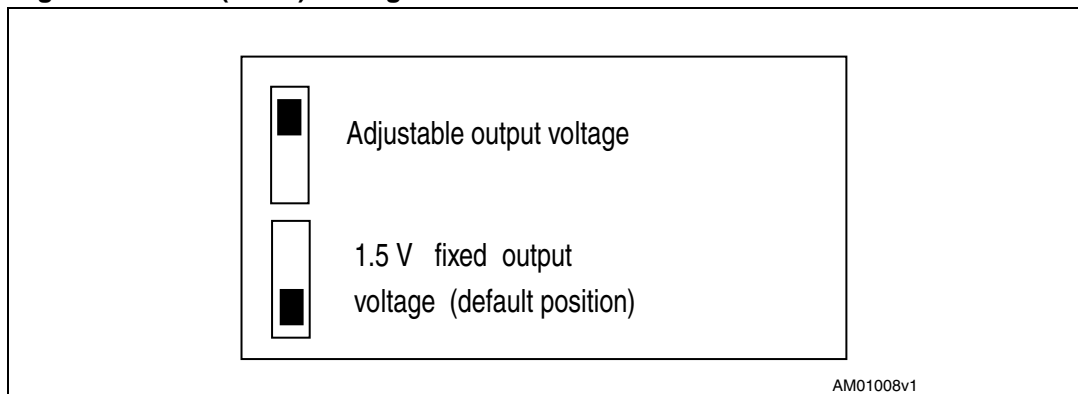 Adjustable output voltage
1.5 V fixed output
voltage (default position)
AM01008v1